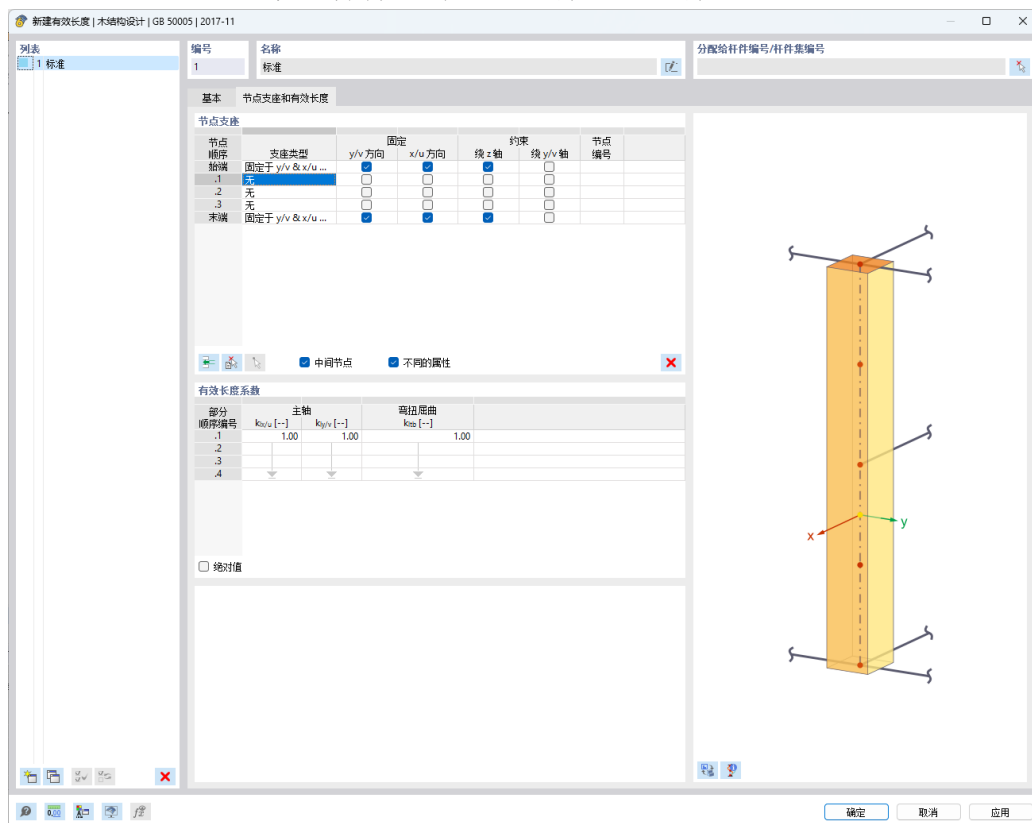 新建有效长度 | 木结构设计 | GB 50005 | 2017-11
列表
1 标准
编号
1
名称
标准
分配给杆件编号/杆件集编号
基本
节点支座和有效长度
节点支座
固定 约束
节点顺序 支座类型 y/v 方向 x/u 方向 绕 z 轴 绕 y/v 轴 节点编号
始端 固定于 y/v & x/u ...
.1 无
.2 无
.3 无
末端 固定于 y/v & x/u ...
中间节点
不同的属性
有效长度系数
主轴 弯扭屈曲
部分顺序编号 klx/u [--] kly/v [--] kltb [--]
.1 1.00 1.00 1.00
.2
.3
.4
绝对值
x
y
确定
取消
应用